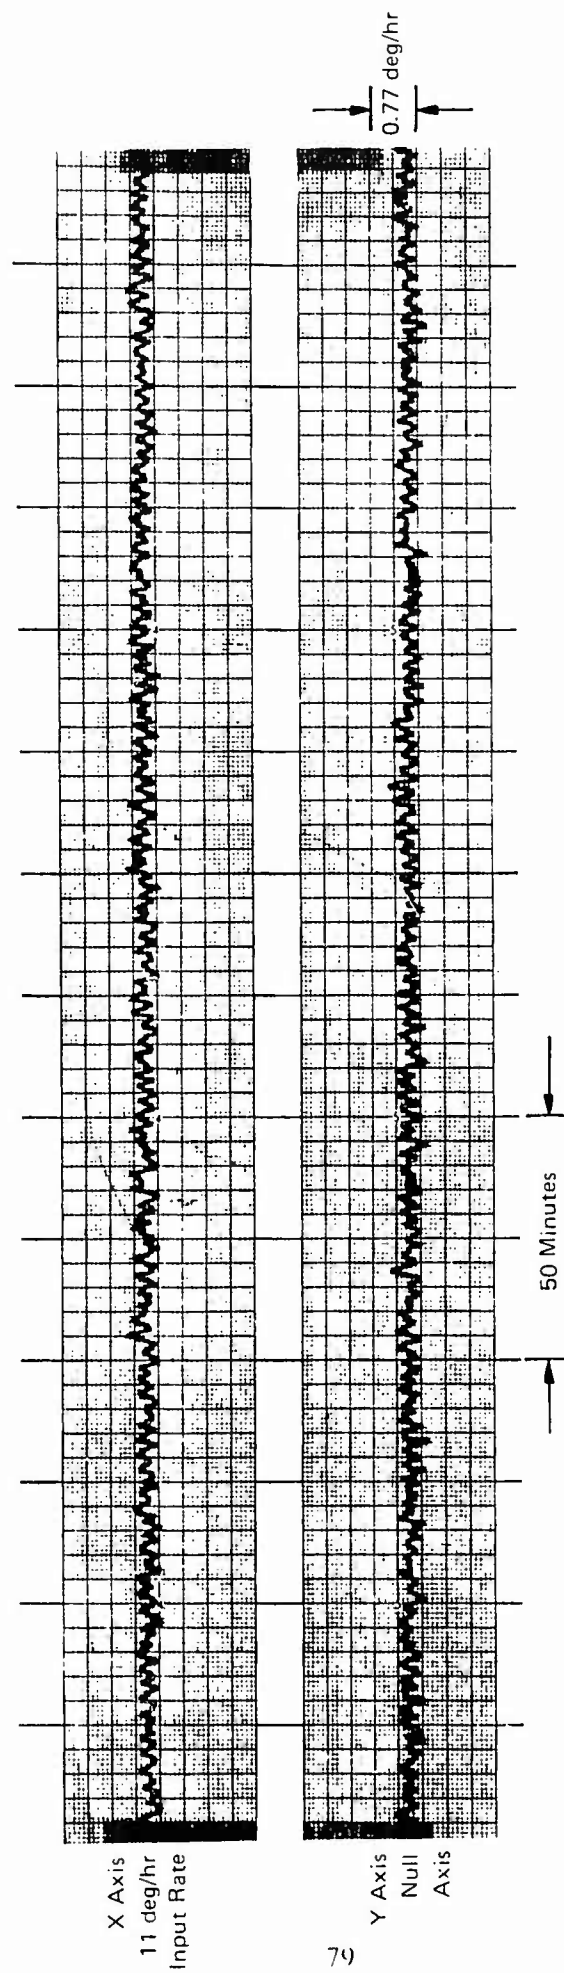 X Axis
11 deg/hr
Input Rate
Y Axis
Null
Axis
0.77 deg/hr
50 Minutes
79